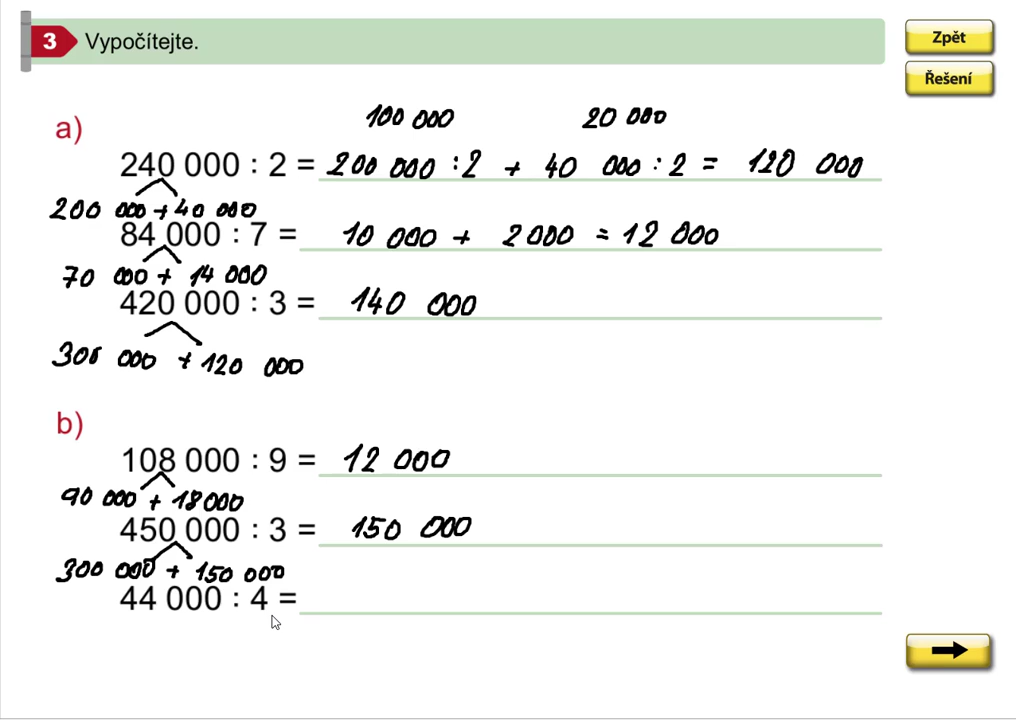 3 Vypočítejte.
Zpět
Řešení
a)
100 000 20 000
240 000 : 2 = 200 000 : 2 + 40 000 : 2 = 120 000
200 000 + 40 000
84 000 : 7 = 10 000 + 2 000 = 12 000
70 000 + 14 000
420 000 : 3 = 140 000
300 000 + 120 000
b)
108 000 : 9 = 12 000
90 000 + 18 000
450 000 : 3 = 150 000
300 000 + 150 000
44 000 : 4 =